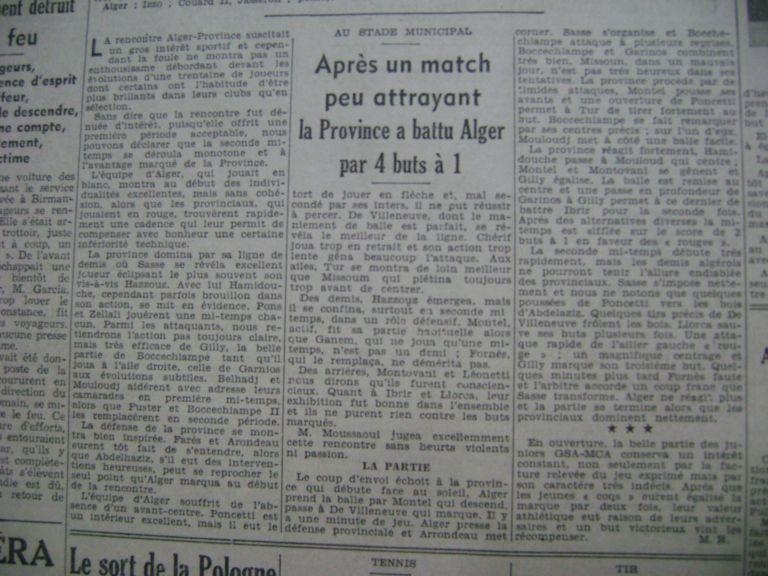 ent détruit
feu
geurs,
ence d'esprit
ffeur,
de descendre,
ne compte,
ement,
ctime
LA rencontre Alger-Province suscitait
un gros intérêt sportif et cepen-
dant la foule ne montra pas un
enthousiasme débordant devant les
évolutions d'une trentaine de joueurs
dont certains ont l'habitude d'être
plus brillants dans leurs clubs qu'en
sélection.
Sans dire que la rencontre fut dé-
nuée d'intérêt, puisqu'elle offrit une
première période acceptable, nous
pouvons déclarer que la seconde mi-
temps se déroula monotone et à
l'avantage marqué de la Province.
L'équipe d'Alger, qui jouait en
blanc, montra au début des indivi-
dualités excellentes, mais sans cohé-
sion, alors que les provinciaux, qui
jouaient en rouge, trouvèrent rapide-
ment une cadence qui leur permit de
compenser avec bonheur une certaine
infériorité technique.
La province domina par sa ligne de
demis où Sasse se révéla excellent
joueur éclipsant le plus souvent son
vis-à-vis Hazzouz. Avec lui Hamidou-
che, cependant parfois brouillon dans
son action, se mit en évidence. Pons
et Zellali jouèrent une mi-temps cha-
cun. Parmi les attaquants, nous re-
tiendrons l'action pas toujours claire,
mais très efficace de Gilly, la belle
partie de Boccechiampe tant qu'il
joua à l'aile droite, celle de Garnios
aux évolutions subtiles. Belhadj et
Mouloudj aidèrent avec adresse leurs
camarades en première mi-temps,
alors que Fuster et Bocchechiampe II
les remplacèrent en seconde période.
La défense de la province se mon-
tra bien inspirée. Farés et Arondeau
eurent tôt fait de s'entendre, alors
que Abdelaziz, s'il eut des interven-
tions heureuses, peut se reprocher le
seul point qu'Alger marqua au début
de la rencontre.
L'équipe d'Alger souffrit de l'ab-
sence d'un avant-centre. Poncetti est
un intérieur excellent, mais il eut le
AU STADE MUNICIPAL
Après un match
peu attrayant
la Province a battu Alger
par 4 buts à 1
tort de jouer en flèche et, mal se-
condé par ses inters, il ne put réussir
à percer. De Villeneuve, dont le ma-
niement de balle est parfait, se ré-
véla le meilleur de la ligne. Chérif
joua trop en retrait et son action trop
lente gêna beaucoup l'attaque. Aux
ailes, Tur se montra de loin meilleur
que Missoum qui piétina toujours
trop avant de centrer.
Des demis, Hazzouz émergea, mais
il se confina, surtout en seconde mi-
temps, dans un rôle défensif. Montel,
actif, fit sa partie habituelle alors
que Ganem, qui ne joua qu'une mi-
temps, n'est pas un demi ; Fornés,
qui le remplaça, ne démérita pas.
Des arrières, Montovani et Léonetti
nous dirons qu'ils furent conscien-
cieux. Quant à Ibrir et Llorca, leur
exhibition fut bonne dans l'ensemble
et ils ne purent rien contre les buts
marqués.
M. Moussaoui jugea excellemment
cette rencontre sans heurts violents
ni passion.
LA PARTIE
Le coup d'envoi échoit à la provin-
ce qui débute face au soleil, Alger
prend la balle par Montel qui descend,
passe à De Villeneuve qui marque. Il y
a une minute de jeu. Alger presse la
défense provinciale et Arrondeau met
corner. Sasse s'organise et Bocche-
chiampe attaque à plusieurs reprises.
Boccechiampe et Garinos combinent
très bien, Missoun, dans un mauvais
jour, n'est pas très heureux dans ses
tentatives. La province procède par de
timides attaques, Montel pousse ses
avants et une ouverture de Poncetti
permet à Tur de tirer fortement au
but. Boccechiampe se fait remarquer
par ses centres précis ; sur l'un d'eux,
Mouloudj met à côté une balle facile.
La province réagit fortement, Hami-
douche passe à Mouloud qui centre ;
Montel et Montovani se gênent et
Gilly égalise. La balle est remise au
centre et une passe en profondeur de
Garinos à Gilly permet à ce dernier de
battre Ibrir pour la seconde fois.
Après des alternatives diverses la mi-
temps est sifflée sur le score de 2
buts à 1 en faveur des « rouges ».
La seconde mi-temps débute très
rapidement, mais les demis algérois
ne pourront tenir l'allure endiablée
des provinciaux. Sasse s'impose nette-
ment et nous ne notons que quelques
poussées de Poncetti vers les bois
d'Abdelaziz. Quelques tirs précis de De
Villeneuve frôlent les bois. Llorca sau-
ve ses buts plusieurs fois. Une atta-
que rapide de l'ailier gauche « rou-
ge » ; un magnifique centrage et
Gilly marque son troisième but. Quel-
ques minutes plus tard Fornés faute
et l'arbitre accorde un coup franc que
Sasse transforme. Alger ne réagit plus
et la partie se termine alors que les
provinciaux dominent nettement.
★ ★ ★
En ouverture, la belle partie des ju-
niors GSA-MCA conserva un intérêt
constant, non seulement par la
facture relevée du jeu exprimé mais par
son caractère très indécis. Après que
les jeunes « coqs » eurent égalisé la
marque par deux fois, leur valeur
athlétique eut raison de leurs adver-
saires et un but victorieux vint les
récompenser.
M. R.
ÉRA
Le sort de la Pologne
TENNIS
TIR